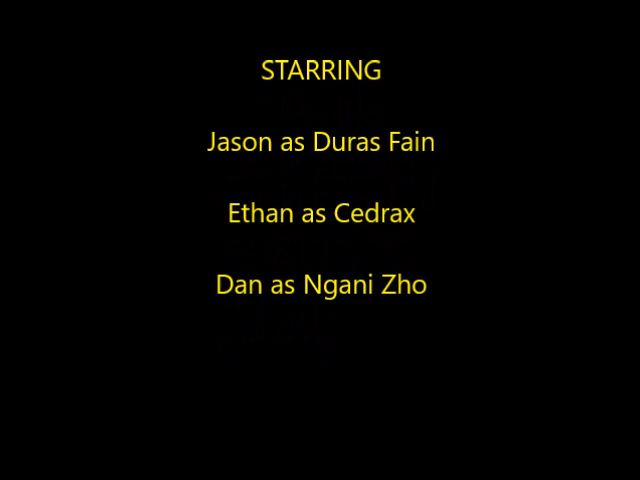 STARRING
Jason as Duras Fain
Ethan as Cedrax
Dan as Ngani Zho